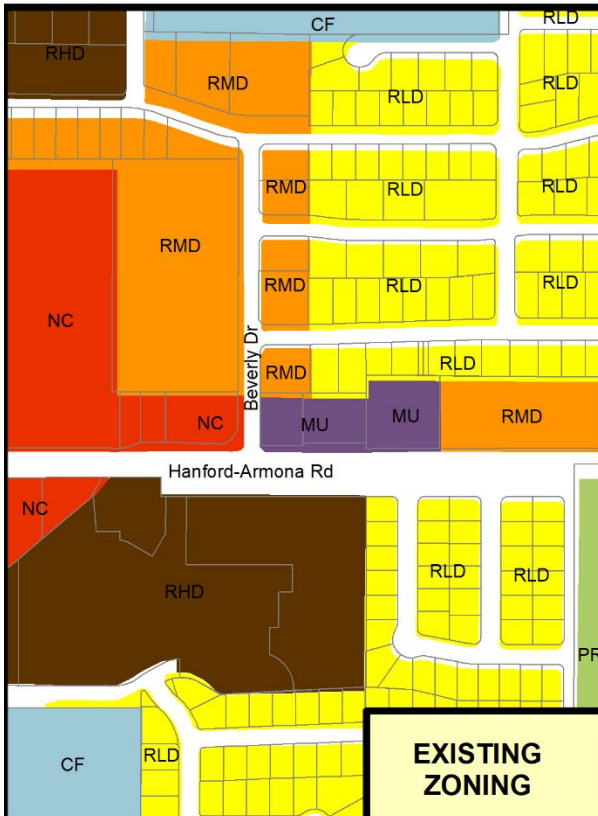 RLD
CF
RHD
RMD
RLD
RLD
RMD
RLD
RLD
RMD
NC
RMD
RLD
RLD
Beverly Dr
RMD
RLD
NC
MU
MU
RMD
Hanford-Armona Rd
NC
RLD
RLD
RHD
PR
RLD
CF
EXISTING
ZONING